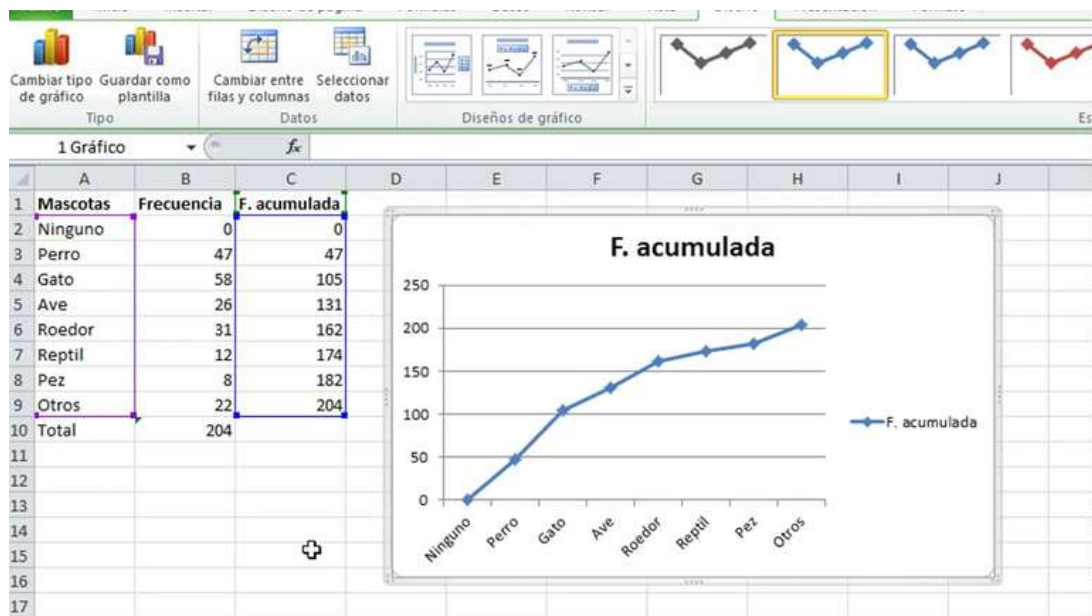 Cambiar tipo Guardar como Cambiar entre Seleccionar
de gráfico plantilla filas y columnas datos
Tipo Datos Diseños de gráfico Es
1 Gráfico fx
A B C D E F G H I J
1 Mascotas Frecuencia F. acumulada
2 Ninguno 0 0
3 Perro 47 47
4 Gato 58 105
5 Ave 26 131
6 Roedor 31 162
7 Reptil 12 174
8 Pez 8 182
9 Otros 22 204
10 Total 204
11
12
13
14
15
16
17
F. acumulada
250
200
150
100
50
0
Ninguno Perro Gato Ave Roedor Reptil Pez Otros
F. acumulada